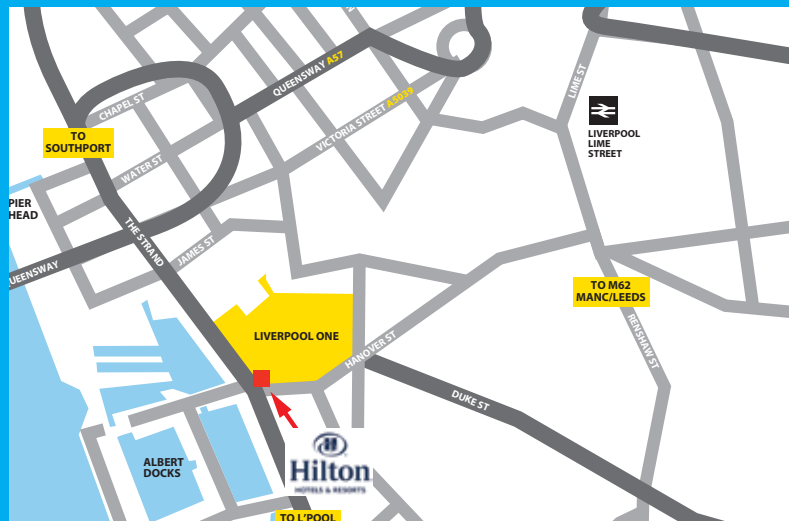 QUEENSWAY A57
CHAPEL ST
VICTORIA STREET A5039
LIME ST
LIVERPOOL
LIME
STREET
TO
SOUTHPORT
WATER ST
PIER
HEAD
THE STRAND
JAMES ST
QUEENSWAY
TO M62
MANC/LEEDS
LIVERPOOL ONE
HANOVER ST
RENSHAW ST
DUKE ST
ALBERT
DOCKS
Hilton
HOTELS & RESORTS
TO L'POOL